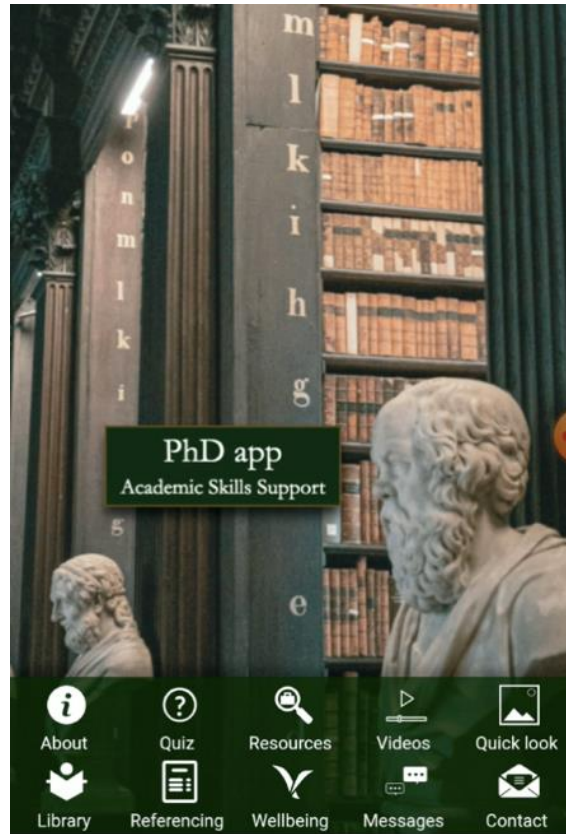 m
l
k
i
h
g
e
p
o
n
m
l
k
i
g
PhD app
Academic Skills Support
About Quiz Resources Videos Quick look
Library Referencing Wellbeing Messages Contact